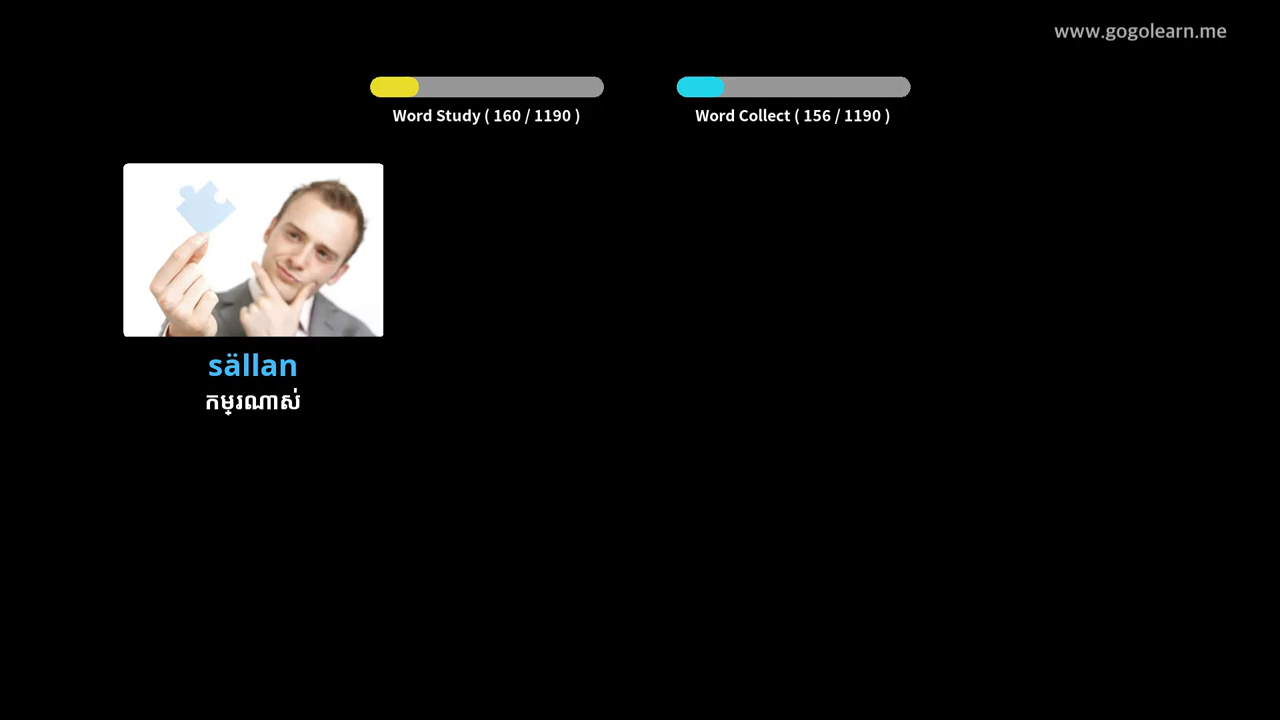 www.gogolearn.me
Word Study ( 160 / 1190 )
Word Collect ( 156 / 1190 )
sällan
កម្រណាស់